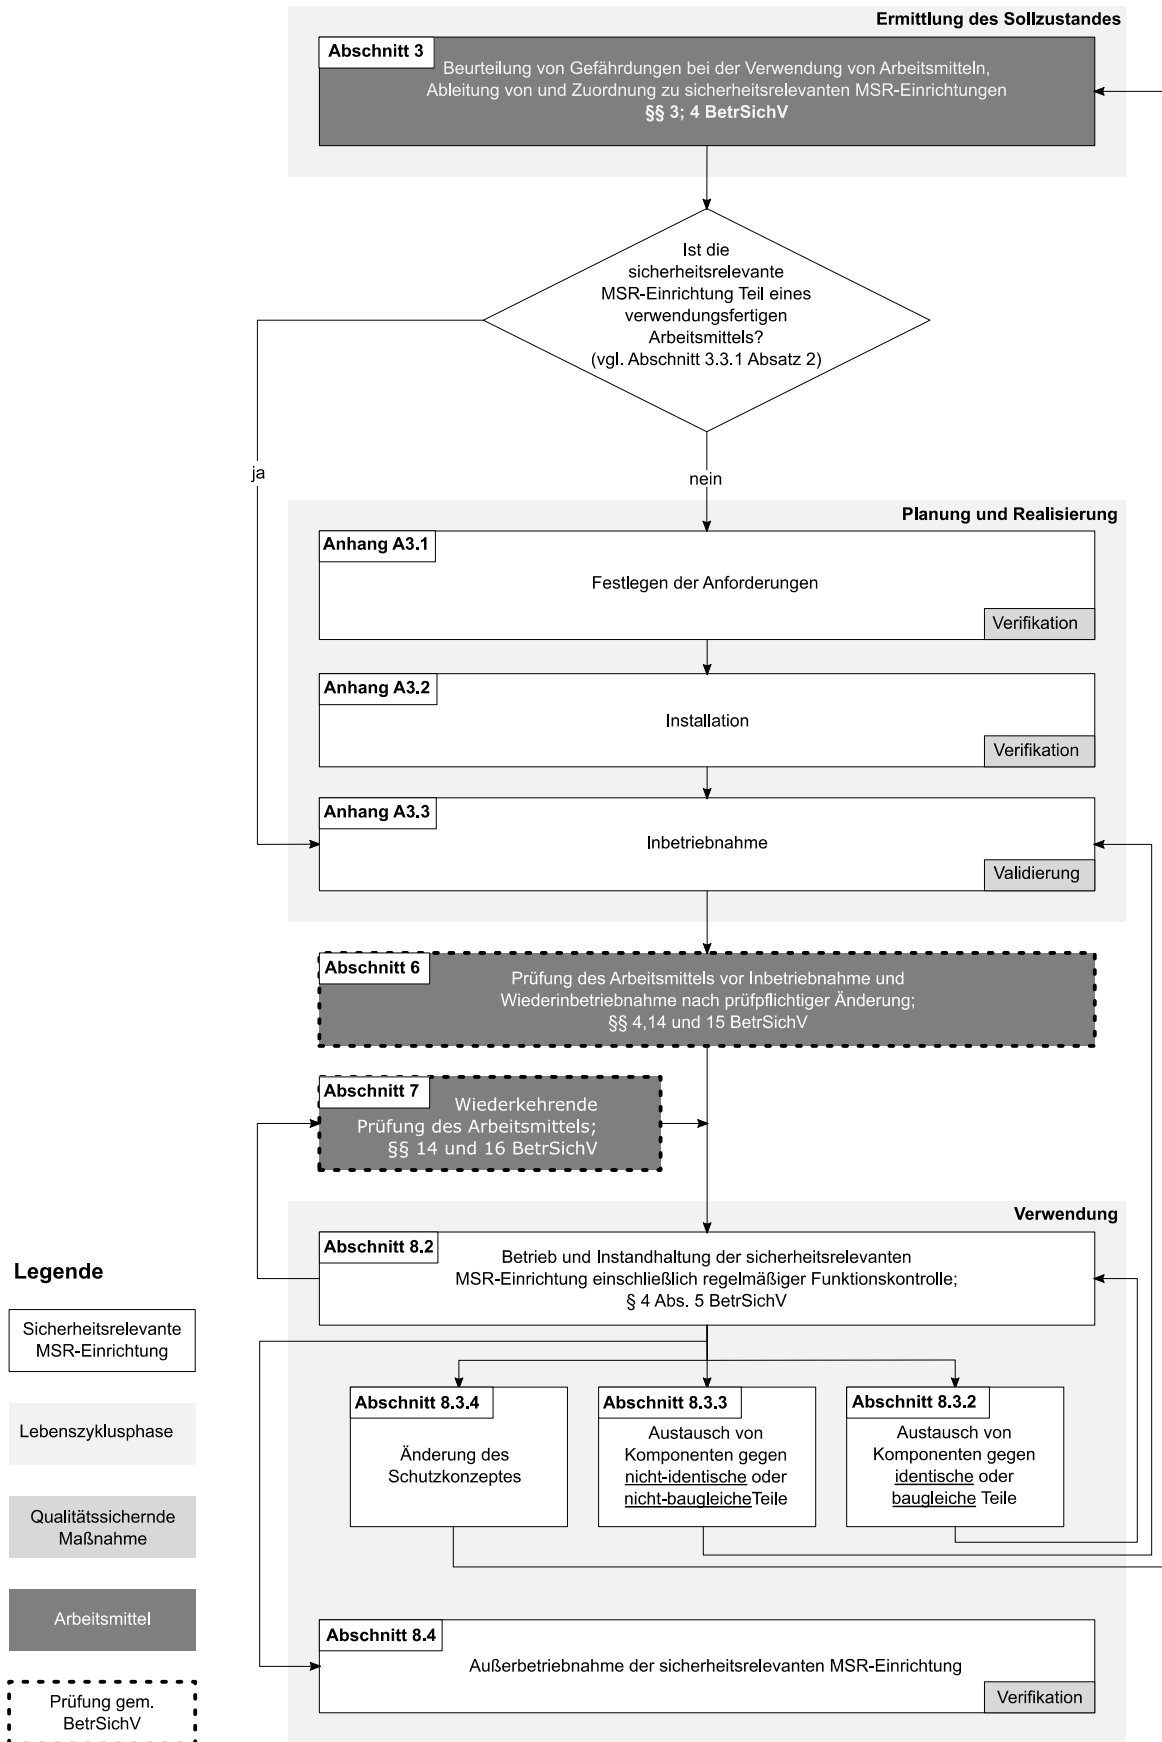 Ermittlung des Sollzustandes
Abschnitt 3
Beurteilung von Gefährdungen bei der Verwendung von Arbeitsmitteln,
Ableitung von und Zuordnung zu sicherheitsrelevanten MSR-Einrichtungen
§§ 3; 4 BetrSichV
Ist die
sicherheitsrelevante
MSR-Einrichtung Teil eines
verwendungsfertigen
Arbeitsmittels?
(vgl. Abschnitt 3.3.1 Absatz 2)
ja
nein
Planung und Realisierung
Anhang A3.1
Festlegen der Anforderungen
Verifikation
Anhang A3.2
Installation
Verifikation
Anhang A3.3
Inbetriebnahme
Validierung
Abschnitt 6
Prüfung des Arbeitsmittels vor Inbetriebnahme und
Wiederinbetriebnahme nach prüfpflichtiger Änderung;
§§ 4,14 und 15 BetrSichV
Abschnitt 7
Wiederkehrende
Prüfung des Arbeitsmittels;
§§ 14 und 16 BetrSichV
Verwendung
Abschnitt 8.2
Betrieb und Instandhaltung der sicherheitsrelevanten
MSR-Einrichtung einschließlich regelmäßiger Funktionskontrolle;
§ 4 Abs. 5 BetrSichV
Abschnitt 8.3.4
Änderung des
Schutzkonzeptes
Abschnitt 8.3.3
Austausch von
Komponenten gegen
nicht-identische oder
nicht-baugleicheTeile
Abschnitt 8.3.2
Austausch von
Komponenten gegen
identische oder
baugleiche Teile
Abschnitt 8.4
Außerbetriebnahme der sicherheitsrelevanten MSR-Einrichtung
Verifikation
Legende
Sicherheitsrelevante
MSR-Einrichtung
Lebenszyklusphase
Qualitätssichernde
Maßnahme
Arbeitsmittel
Prüfung gem.
BetrSichV